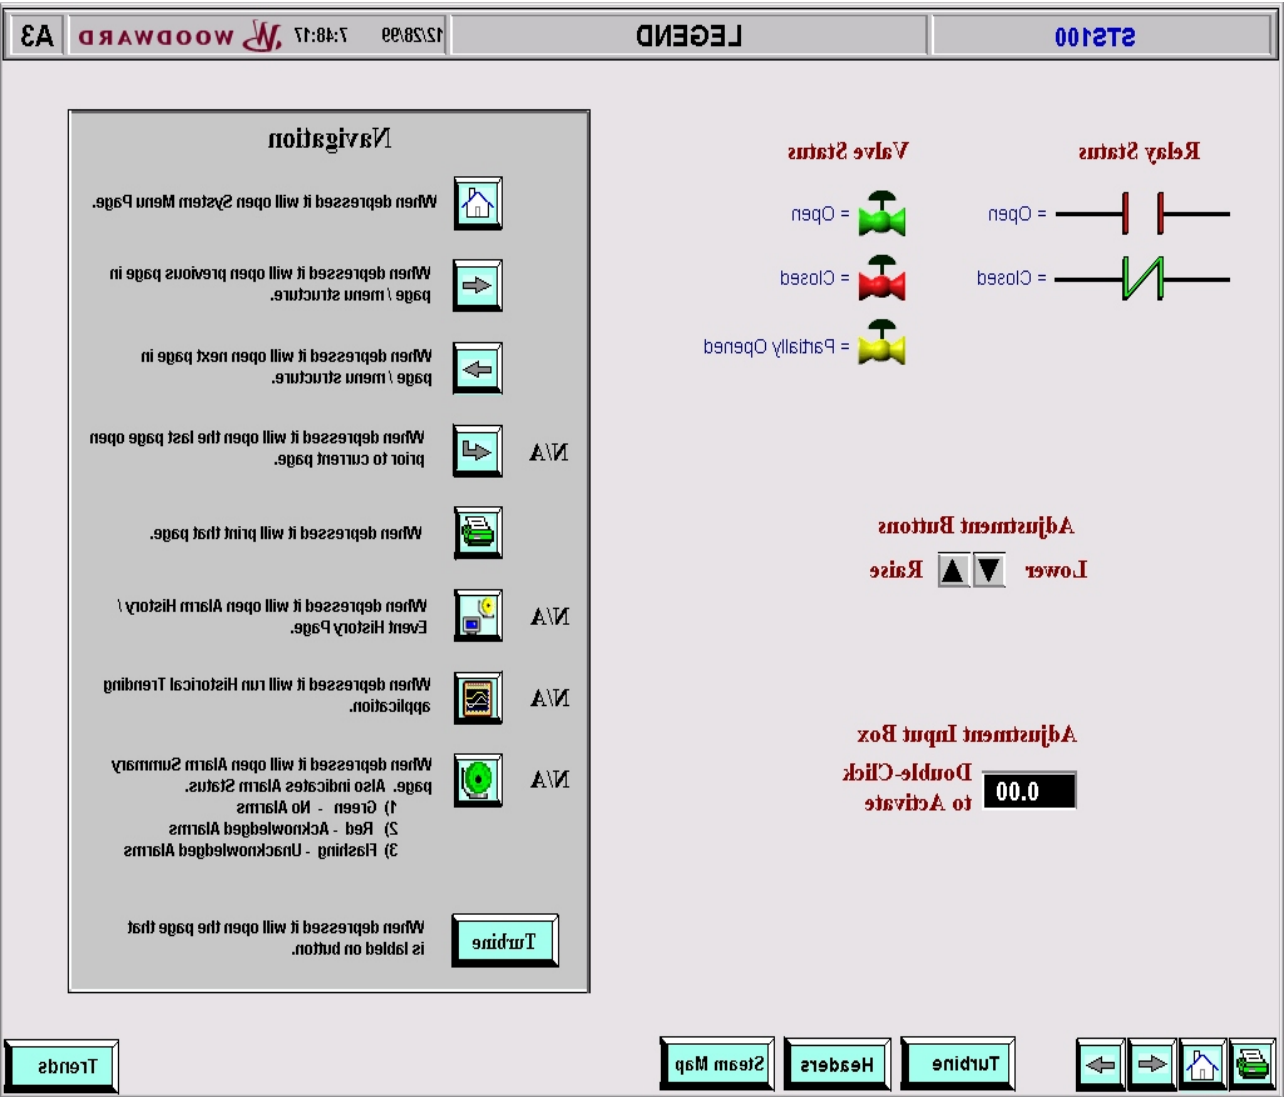 STS100
LEGEND
12/28/99 7:48:17
WOODWARD
A3
Relay Status
= Open
= Closed
Valve Status
= Open
= Closed
= Partially Opened
Adjustment Buttons
Lower Raise
Adjustment Input Box
0.00
Double-Click
to Activate
Navigation
When depressed it will open System Menu Page.
When depressed it will open previous page in
page / menu structure.
When depressed it will open next page in
page / menu structure.
N/A
When depressed it will open the last page open
prior to current page.
When depressed it will print that page.
N/A
When depressed it will open Alarm History /
Event History Page.
N/A
When depressed it will run Historical Trending
application.
N/A
When depressed it will open Alarm Summary
page. Also indicates Alarm Status.
1) Green - No Alarms
2) Red - Acknowledged Alarms
3) Flashing - Unacknowledged Alarms
Turbine
When depressed it will open the page that
is labled on button.
Turbine
Headers
Steam Map
Trends